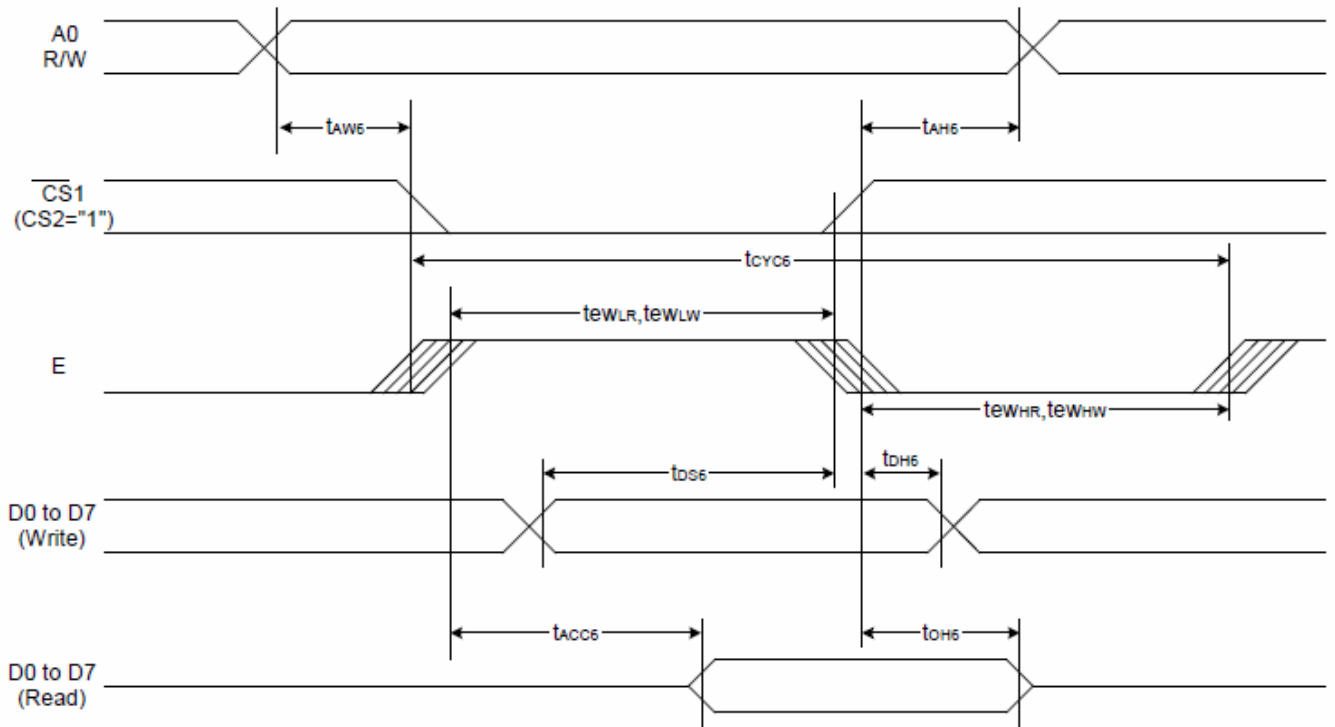 A0
R/W
tAW6
tAH6
CS1
(CS2="1")
tCYC6
tewLR,tewLW
E
tewHR,tewHW
tDS6
tDH6
D0 to D7
(Write)
tACC6
tOH6
D0 to D7
(Read)